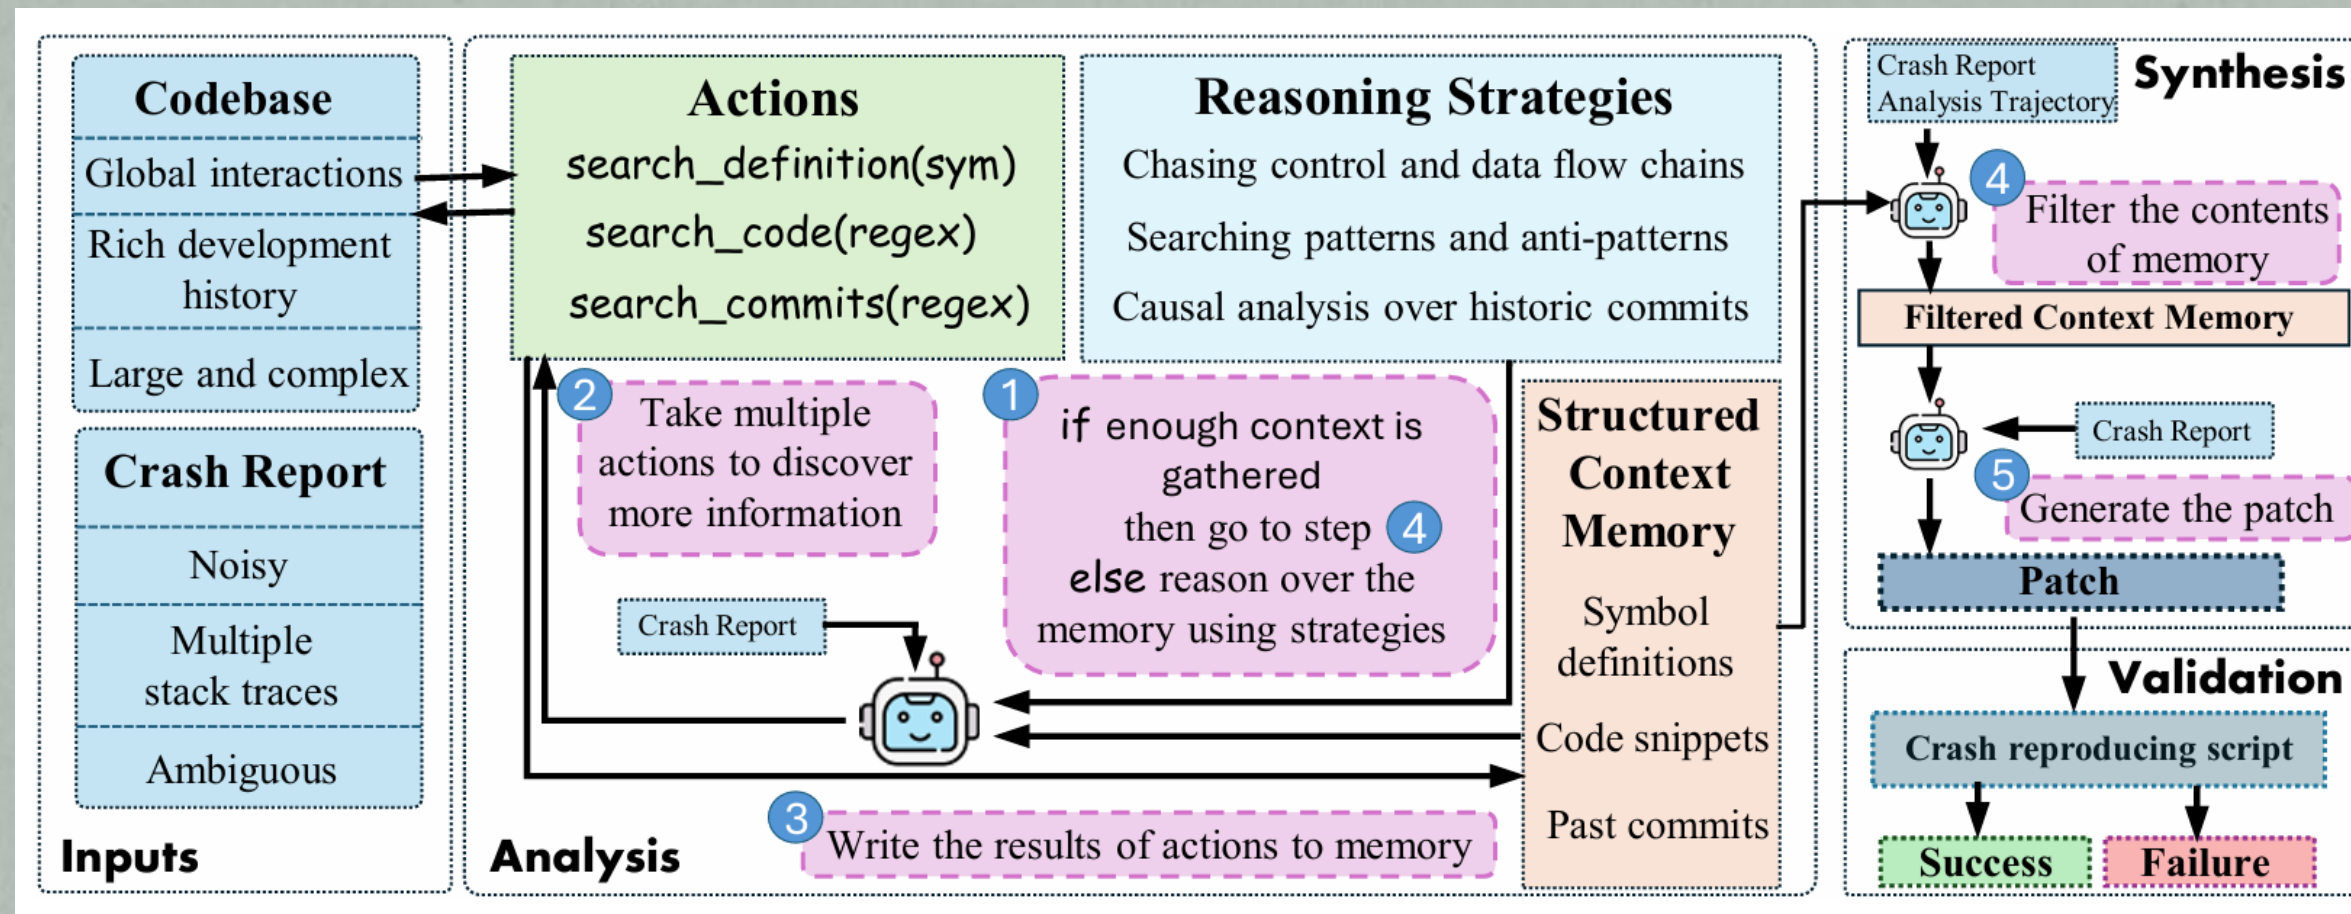 Codebase
Global interactions
Rich development
history
Large and complex
Crash Report
Noisy
Multiple
stack traces
Ambiguous
Inputs
Actions
search_definition(sym)
search_code(regex)
search_commits(regex)
Reasoning Strategies
Chasing control and data flow chains
Searching patterns and anti-patterns
Causal analysis over historic commits
2
Take multiple
actions to discover
more information
1
if enough context is
gathered
then go to step 4
else reason over the
memory using strategies
Crash Report
Structured
Context
Memory
Symbol
definitions
Code snippets
Past commits
3
Write the results of actions to memory
Analysis
Crash Report
Analysis Trajectory
Synthesis
4
Filter the contents
of memory
Filtered Context Memory
Crash Report
5
Generate the patch
Patch
Validation
Crash reproducing script
Success
Failure